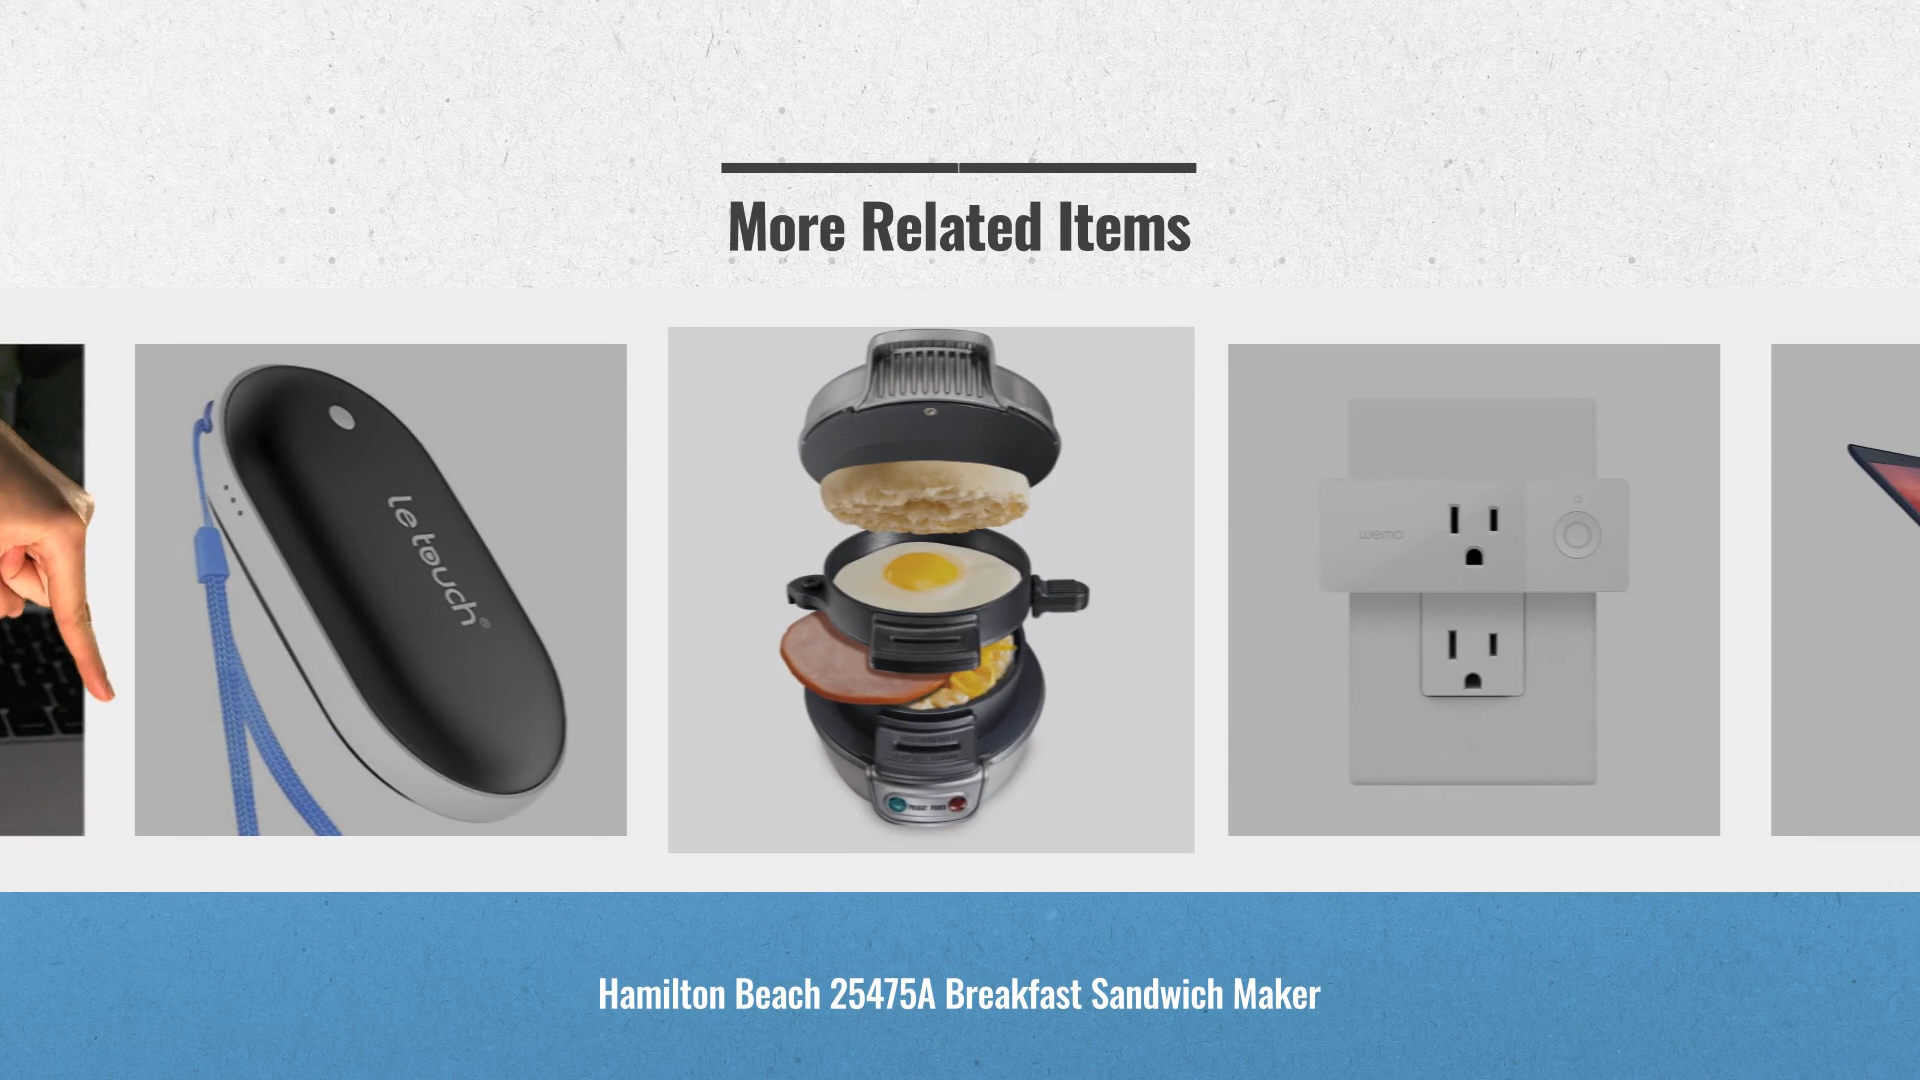 More Related Items
Le touch®
wemo
Hamilton Beach 25475A Breakfast Sandwich Maker